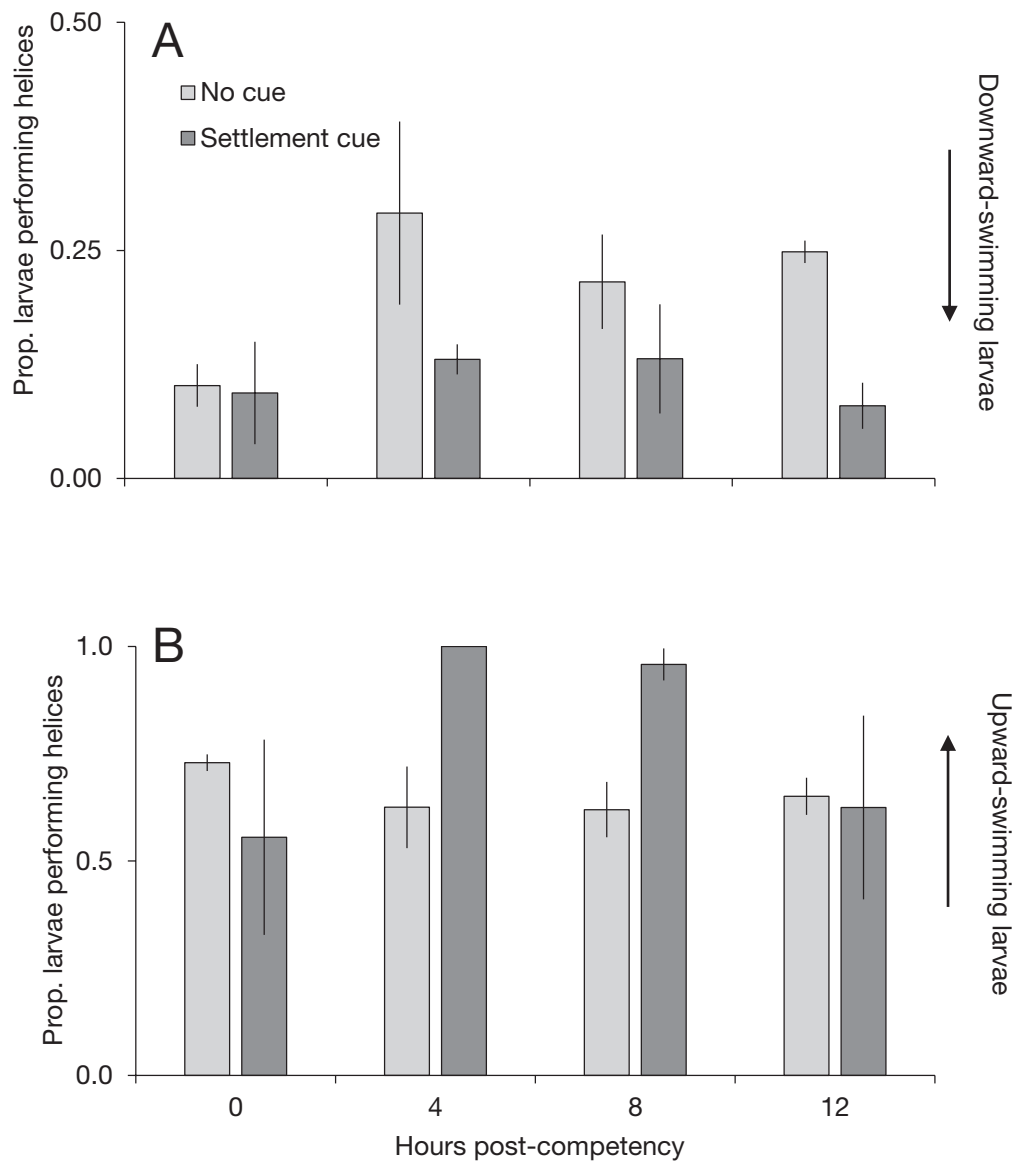 A
No cue
Settlement cue
0.50
0.25
0.00
Prop. larvae performing helices
Downward-swimming larvae
B
1.0
0.5
0.0
Prop. larvae performing helices
Upward-swimming larvae
0 4 8 12
Hours post-competency